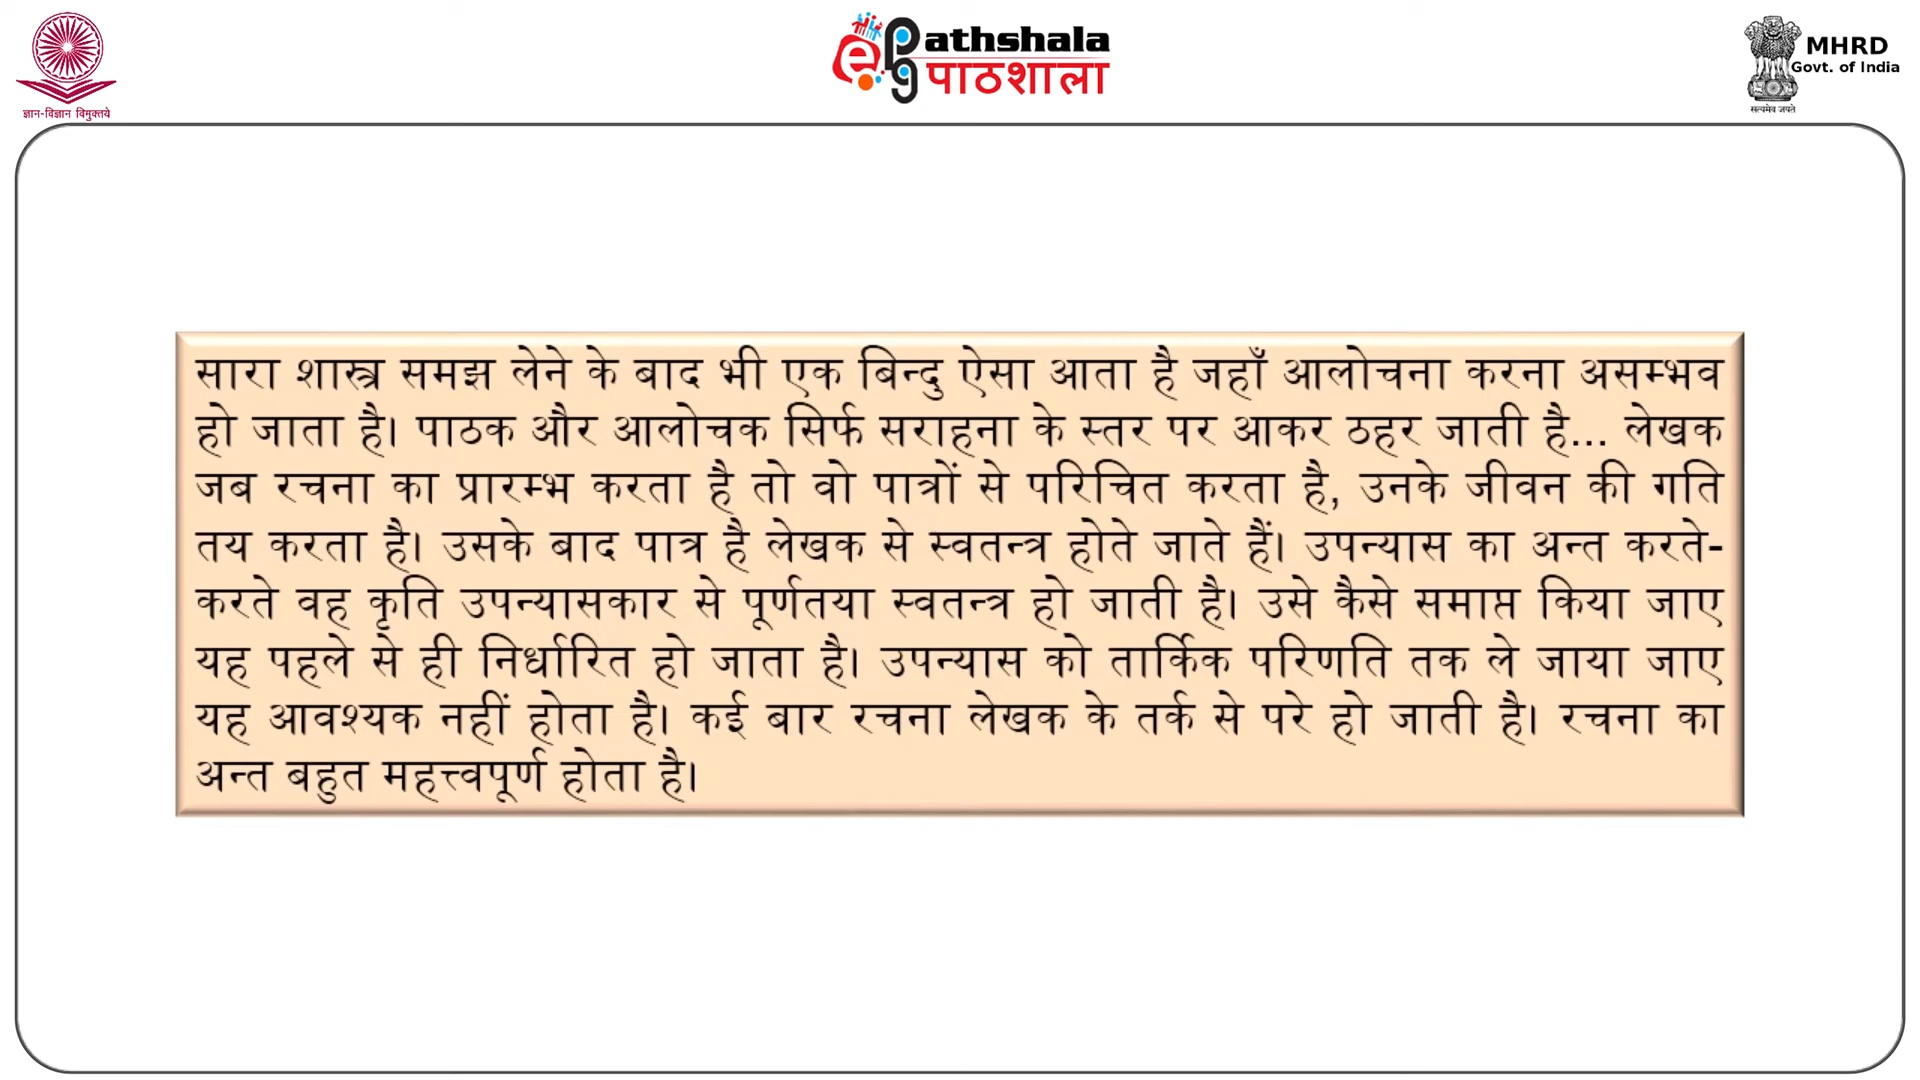 ज्ञान-विज्ञान विमुक्तये
e
pg
athshala
पाठशाला
MHRD
Govt. of India
सत्यमेव जयते
सारा शास्त्र समझ लेने के बाद भी एक बिन्दु ऐसा आता है जहाँ आलोचना करना असम्भव
हो जाता है। पाठक और आलोचक सिर्फ सराहना के स्तर पर आकर ठहर जाती है... लेखक
जब रचना का प्रारम्भ करता है तो वो पात्रों से परिचित करता है, उनके जीवन की गति
तय करता है। उसके बाद पात्र है लेखक से स्वतन्त्र होते जाते हैं। उपन्यास का अन्त करते-
करते वह कृति उपन्यासकार से पूर्णतया स्वतन्त्र हो जाती है। उसे कैसे समाप्त किया जाए
यह पहले से ही निर्धारित हो जाता है। उपन्यास को तार्किक परिणति तक ले जाया जाए
यह आवश्यक नहीं होता है। कई बार रचना लेखक के तर्क से परे हो जाती है। रचना का
अन्त बहुत महत्त्वपूर्ण होता है।